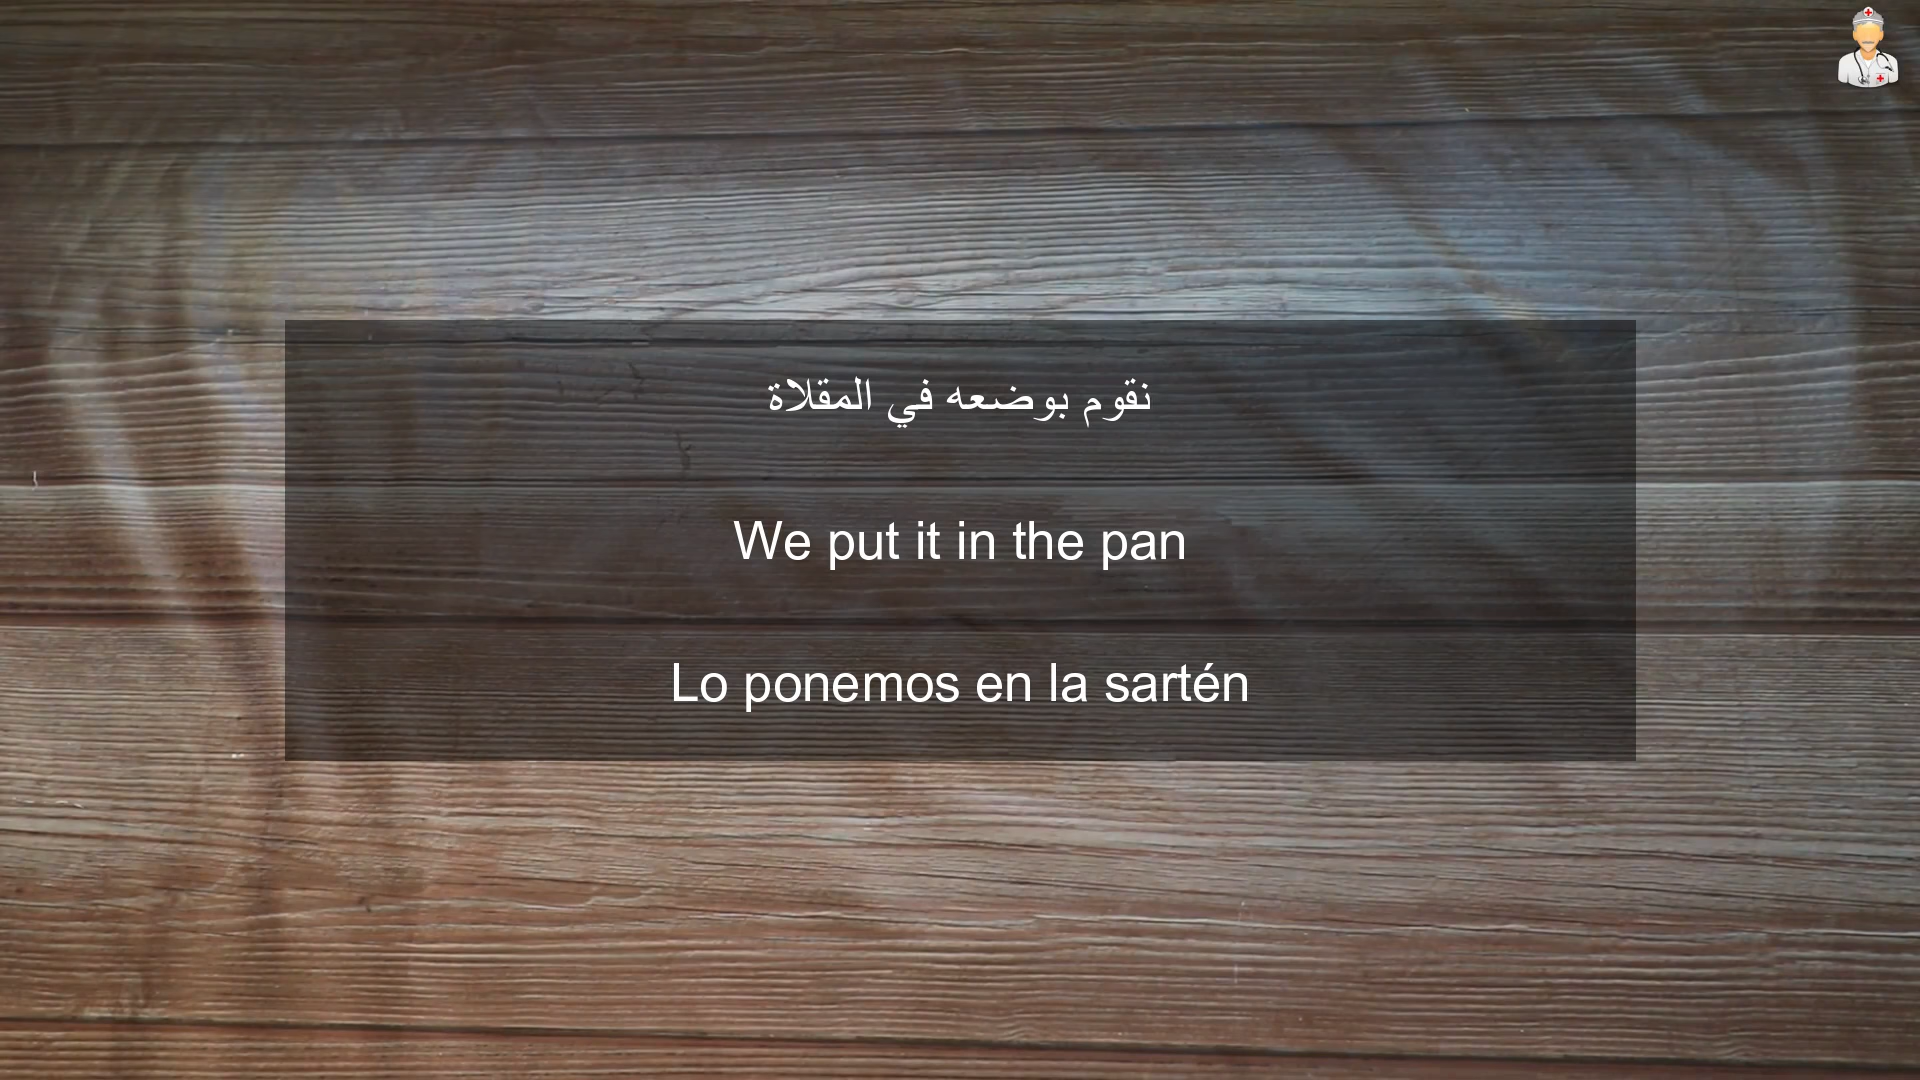 نقوم بوضعه في المقلاة
We put it in the pan
Lo ponemos en la sartén